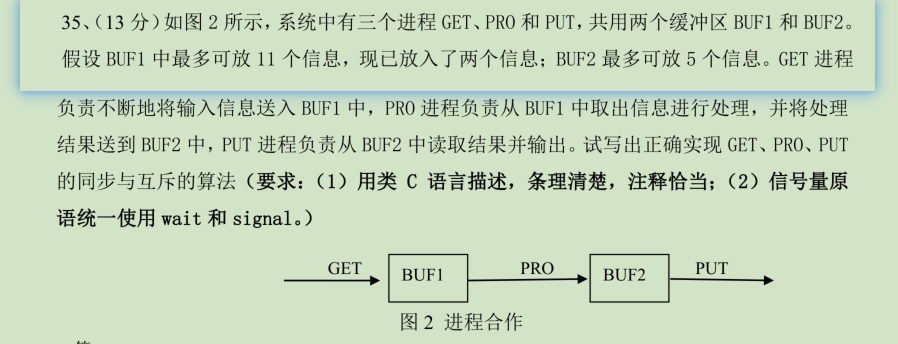 35、(13 分)如图 2 所示，系统中有三个进程 GET、PRO 和 PUT，共用两个缓冲区 BUF1 和 BUF2。
假设 BUF1 中最多可放 11 个信息，现已放入了两个信息；BUF2 最多可放 5 个信息。GET 进程
负责不断地将输入信息送入 BUF1 中，PRO 进程负责从 BUF1 中取出信息进行处理，并将处理
结果送到 BUF2 中，PUT 进程负责从 BUF2 中读取结果并输出。试写出正确实现 GET、PRO、PUT
的同步与互斥的算法（要求：（1）用类 C 语言描述，条理清楚，注释恰当；（2）信号量原
语统一使用 wait 和 signal。）
GET BUF1 PRO BUF2 PUT
图 2 进程合作